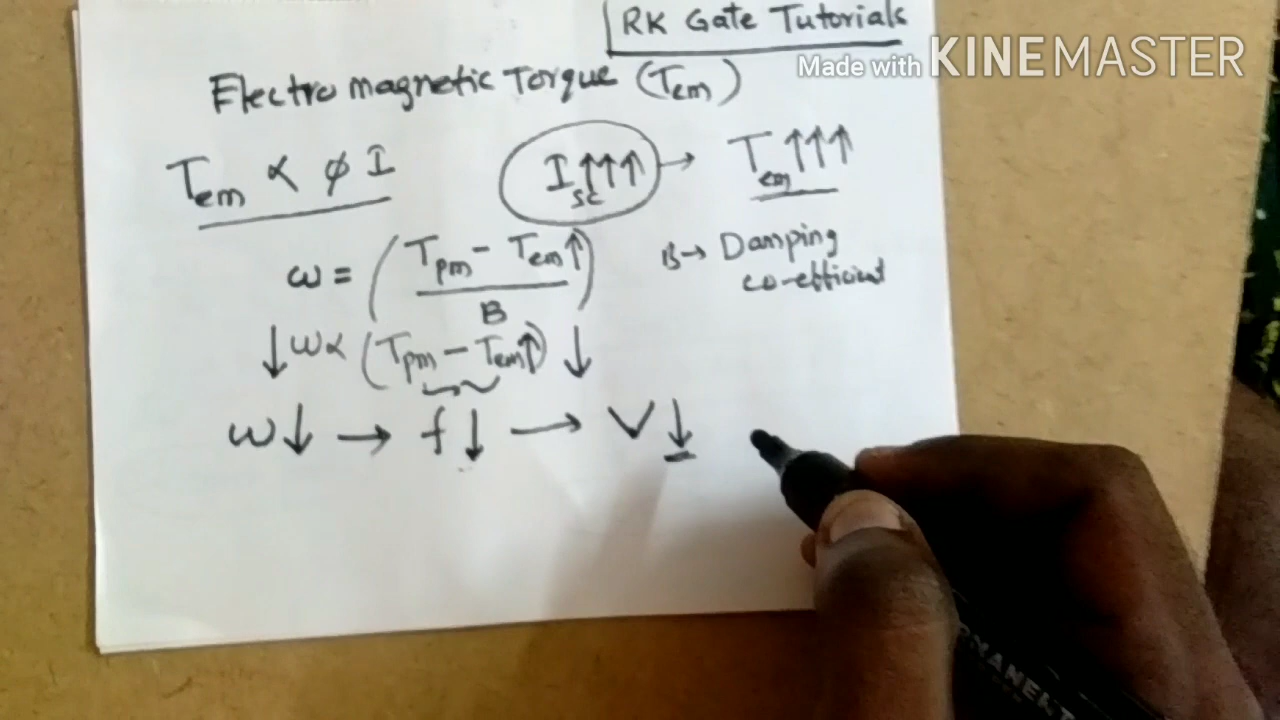 RK Gate Tutorials
Made with KINEMASTER
Electro magnetic Torque (Tem)
Tem ∝ φ I
Isc↑↑↑ → Tem↑↑↑
ω = (Tpm - Tem↑ / B)
B→ Damping
co-efficient
↓ω∝ (Tpm - Tem↑) ↓
ω↓ → f↓ → V↓